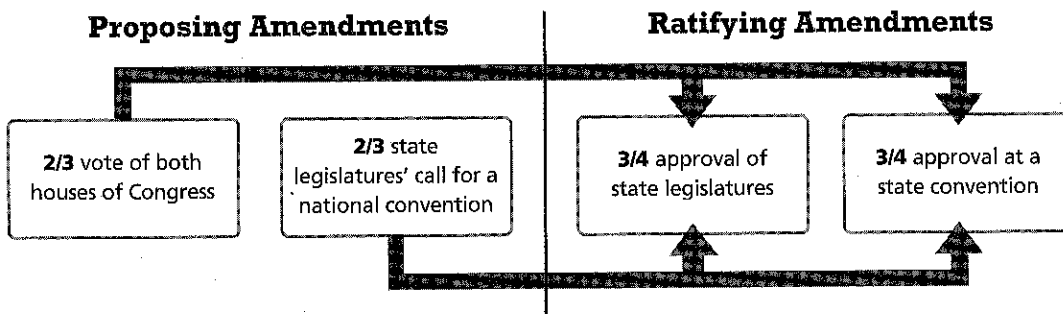 Proposing Amendments
Ratifying Amendments
2/3 vote of both
houses of Congress
2/3 state
legislatures' call for a
national convention
3/4 approval of
state legislatures
3/4 approval at a
state convention